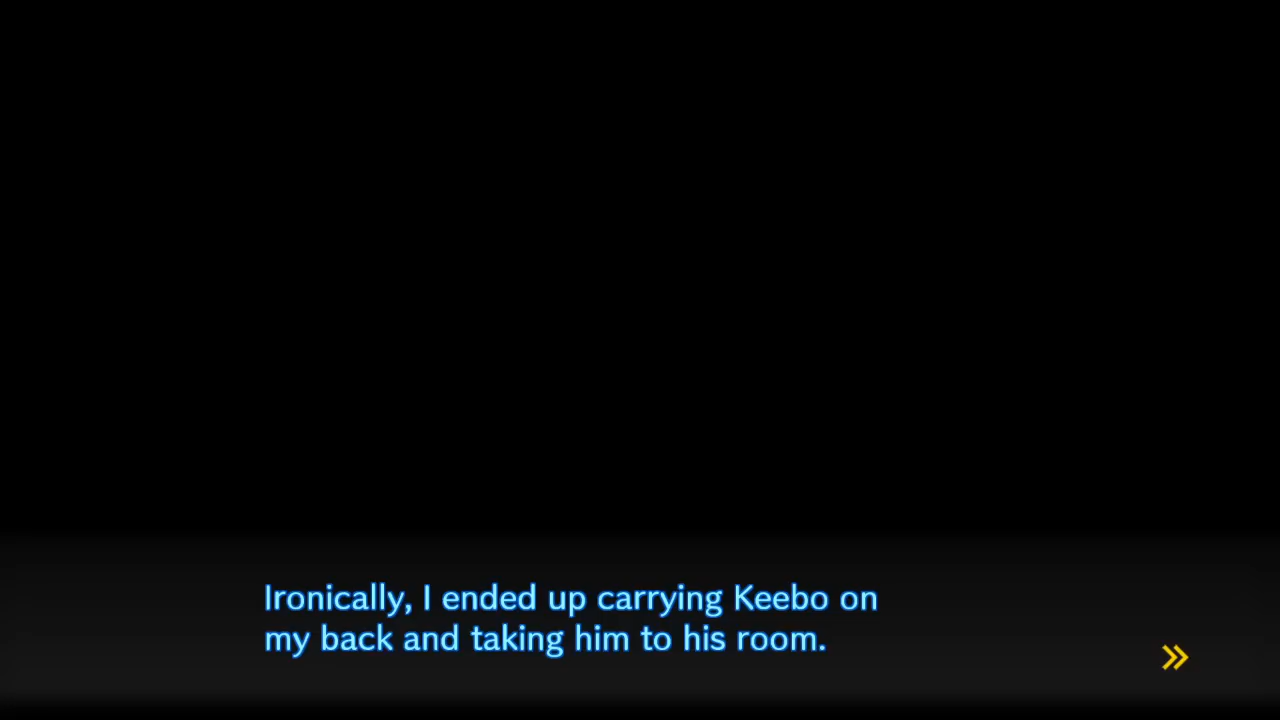 Ironically, I ended up carrying Keebo on
my back and taking him to his room.